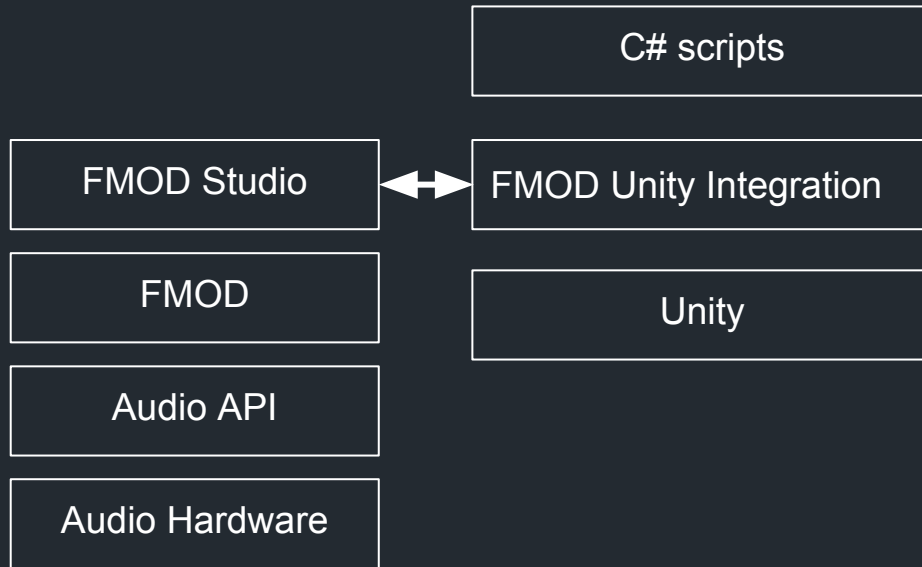 C# scripts
FMOD Studio
FMOD Unity Integration
FMOD
Unity
Audio API
Audio Hardware